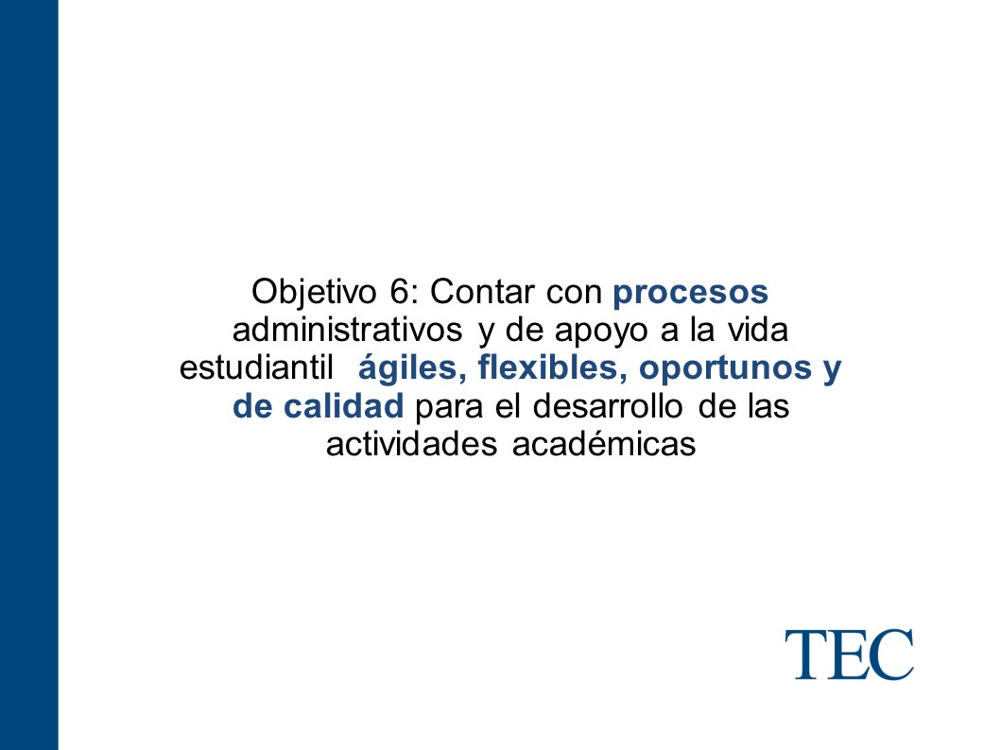 Objetivo 6: Contar con procesos
administrativos y de apoyo a la vida
estudiantil  ágiles, flexibles, oportunos y
de calidad para el desarrollo de las
actividades académicas
TEC